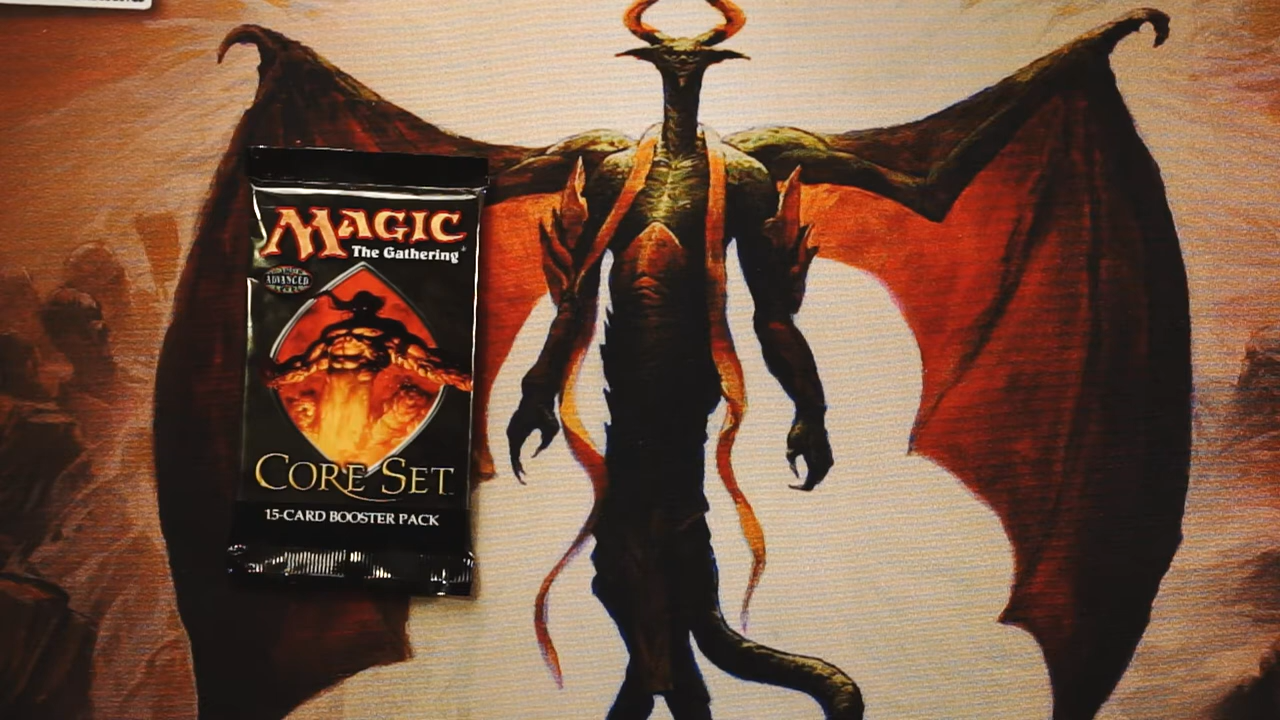 MAGIC
The Gathering®
ADVANCED
CORE SET
15-CARD BOOSTER PACK